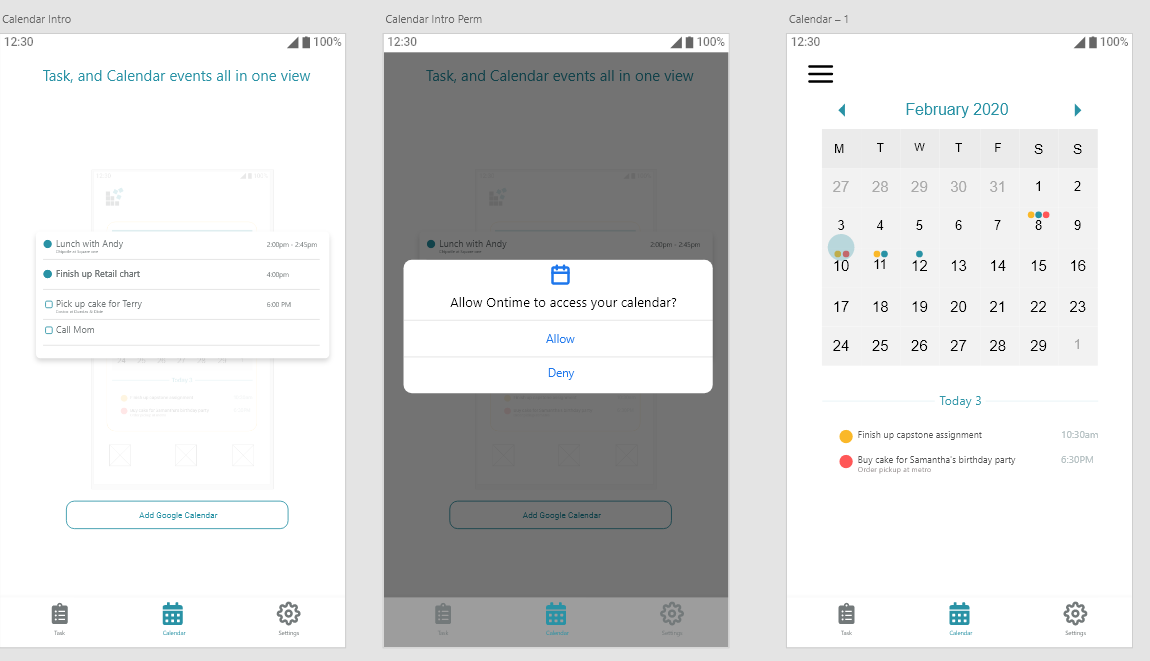 Calendar Intro
12:30
100%
Task, and Calendar events all in one view
Lunch with Andy
2:00pm - 2:45pm
Finish up Retail chart
4:00pm
Pick up cake for Terry
6:00 PM
Call Mom
Today 3
Add Google Calendar
Task
Calendar
Settings
Calendar Intro Perm
12:30
100%
Task, and Calendar events all in one view
Lunch with Andy
2:00pm - 2:45pm
Allow Ontime to access your calendar?
Allow
Deny
Add Google Calendar
Task
Calendar
Settings
Calendar – 1
12:30
100%
February 2020
M T W T F S S
27 28 29 30 31 1 2
3 4 5 6 7 8 9
10 11 12 13 14 15 16
17 18 19 20 21 22 23
24 25 26 27 28 29 1
Today 3
Finish up capstone assignment
10:30am
Buy cake for Samantha's birthday party
6:30PM
Order pickup at metro
Task
Calendar
Settings